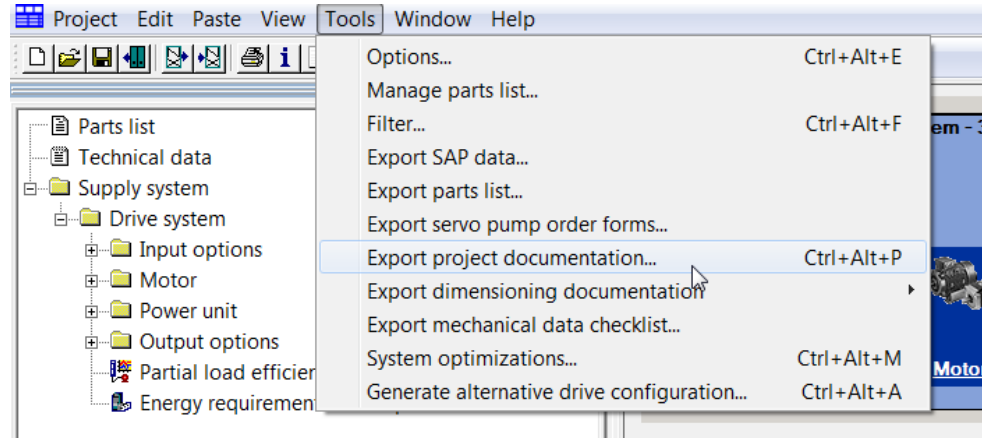 Project Edit Paste View Tools Window Help
Options... Ctrl+Alt+E
Manage parts list...
Parts list Filter... Ctrl+Alt+F em - 3
Technical data Export SAP data...
Supply system Export parts list...
Drive system Export servo pump order forms...
Input options Export project documentation... Ctrl+Alt+P
Motor Export dimensioning documentation
Power unit Export mechanical data checklist...
Output options System optimizations... Ctrl+Alt+M
Partial load efficien Motor
Energy requiremen Generate alternative drive configuration... Ctrl+Alt+A